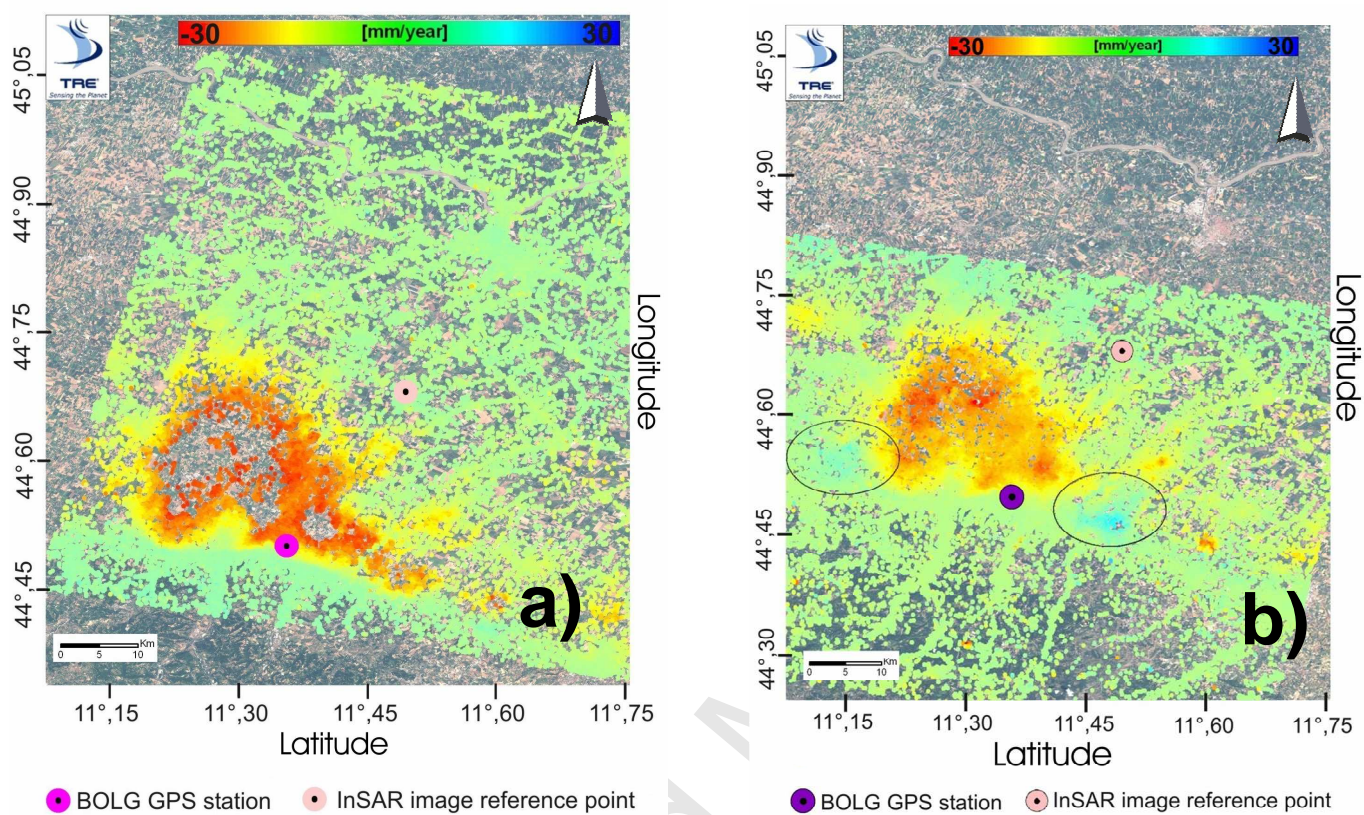 -30 [mm/year] 30
TRE
Sensing the Planet
45°,05
44°,90
44°,75
44°,60
44°,45
Longitude
a)
Km
0 5 10
11°,15 11°,30 11°,45 11°,60 11°,75
Latitude
BOLG GPS station InSAR image reference point
-30 [mm/year] 30
TRE
Sensing the Planet
45°,05
44°,90
44°,75
44°,60
44°,45
44°,30
Longitude
b)
Km
0 5 10
11°,15 11°,30 11°,45 11°,60 11°,75
Latitude
BOLG GPS station InSAR image reference point